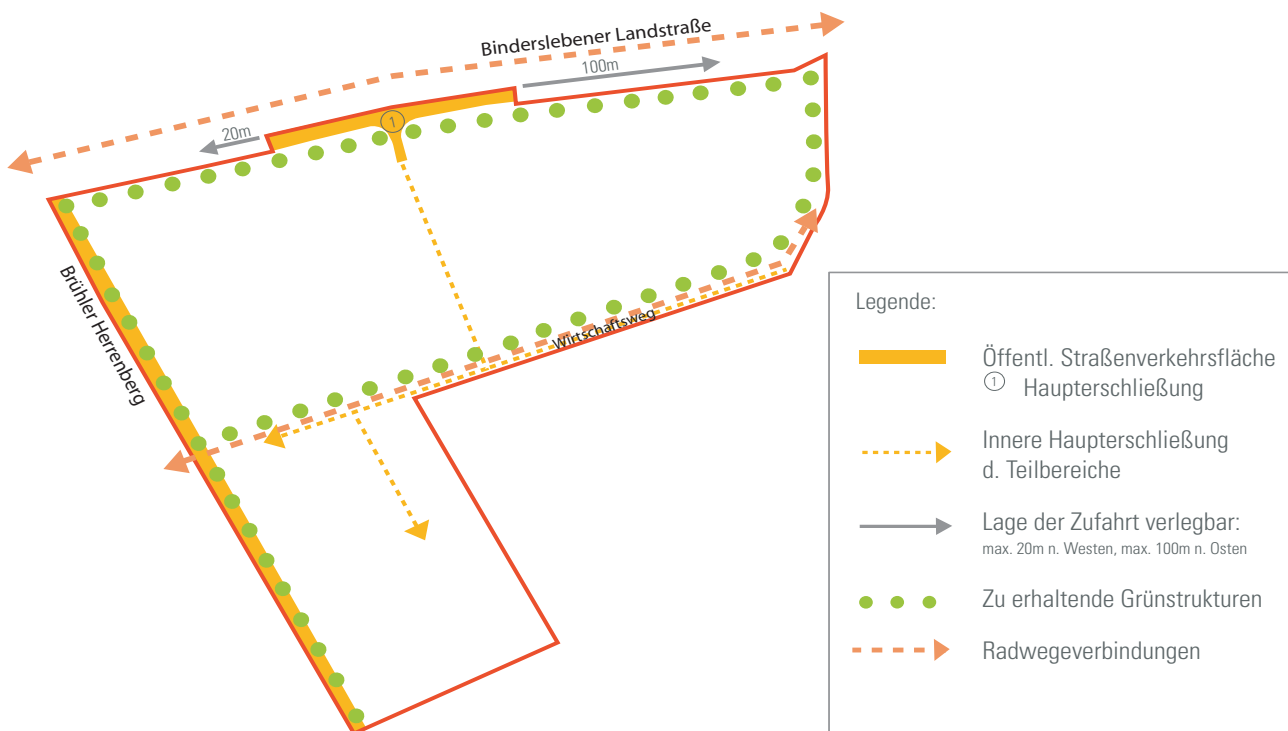 Binderslebener Landstraße
100m
20m
1
Brühler Herrenberg
Wirtschaftsweg
Legende:
Öffentl. Straßenverkehrsfläche
1 Haupterschließung
Innere Haupterschließung
d. Teilbereiche
Lage der Zufahrt verlegbar:
max. 20m n. Westen, max. 100m n. Osten
Zu erhaltende Grünstrukturen
Radwegeverbindungen